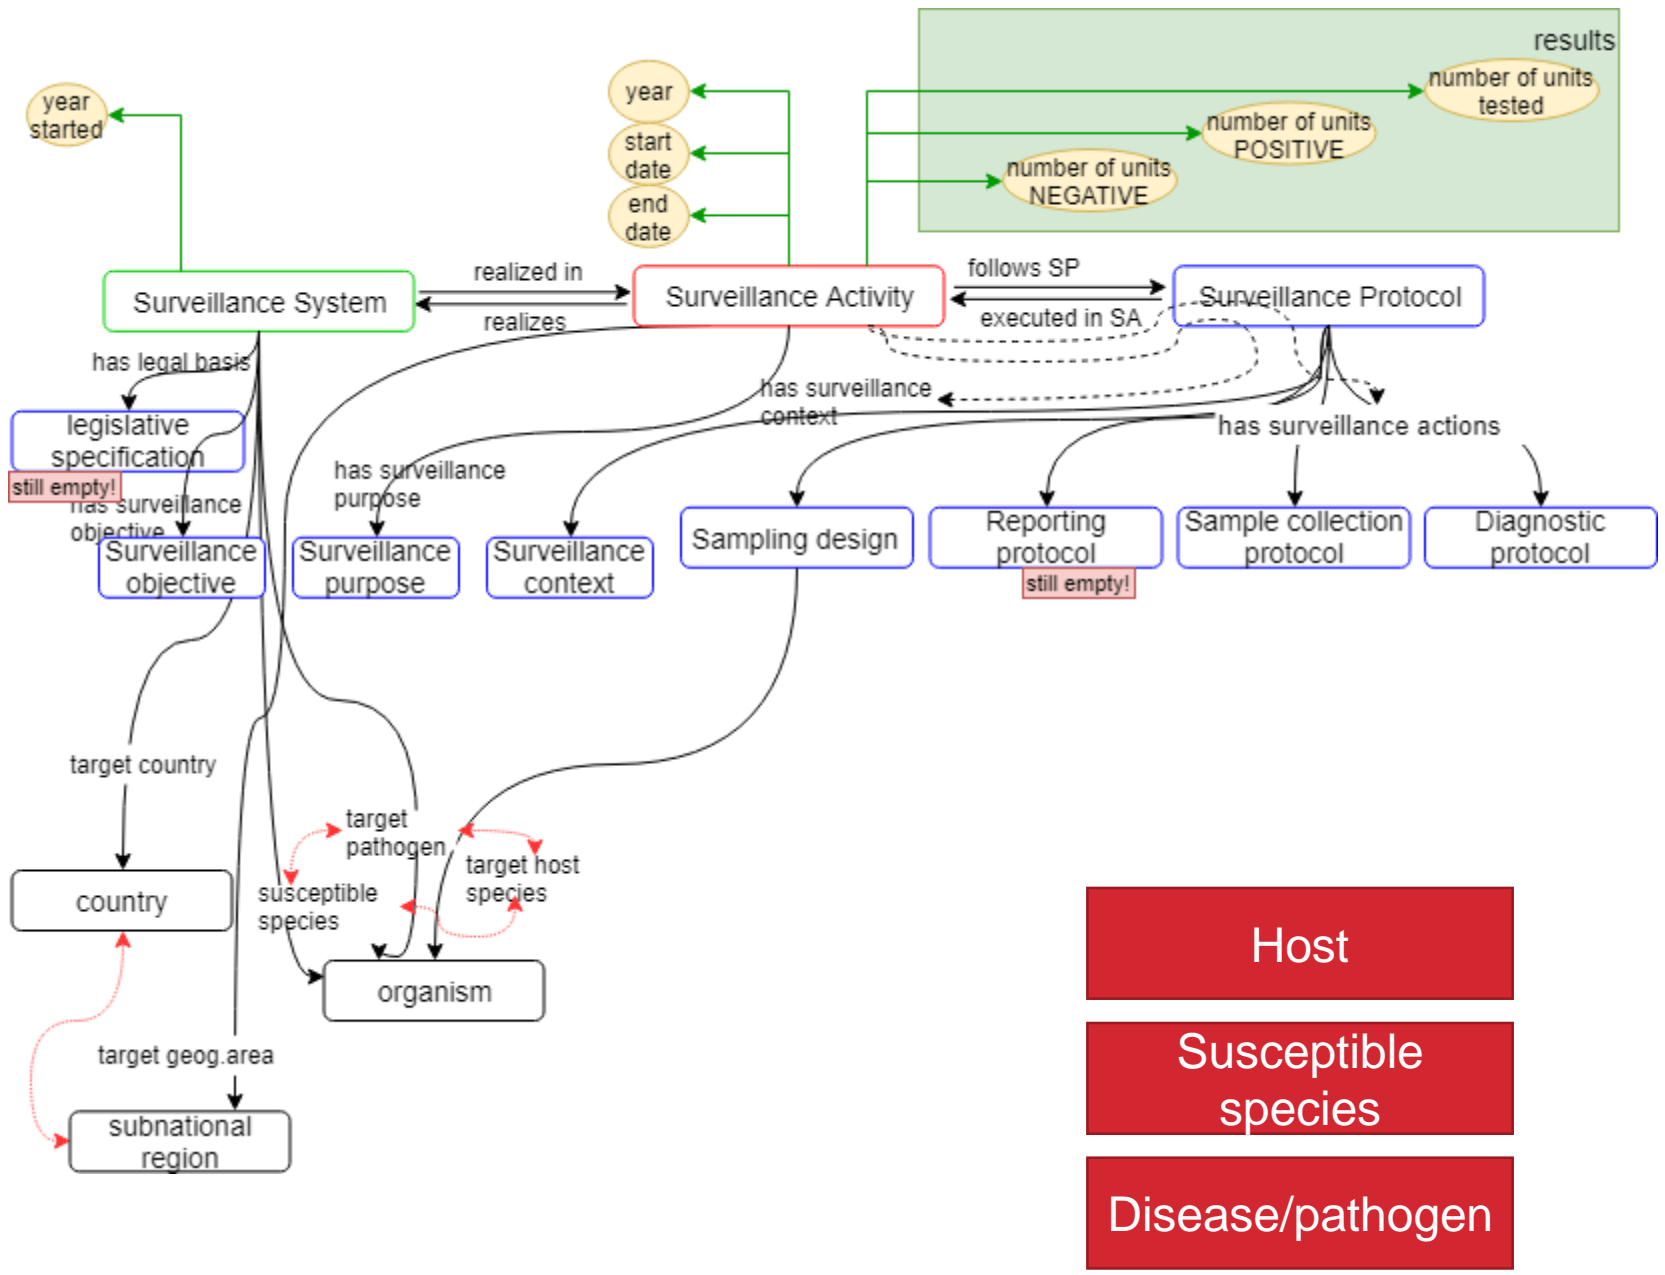 results
year
started
year
start
date
end
date
number of units
tested
number of units
POSITIVE
number of units
NEGATIVE
Surveillance System
realized in
realizes
Surveillance Activity
follows SP
executed in SA
Surveillance Protocol
has legal basis
legislative
specification
still empty!
has surveillance
objective
has surveillance
purpose
has surveillance
context
has surveillance actions
Surveillance
objective
Surveillance
purpose
Surveillance
context
Sampling design
Reporting
protocol
still empty!
Sample collection
protocol
Diagnostic
protocol
target country
target
pathogen
target host
species
susceptible
species
country
organism
target geog.area
subnational
region
Host
Susceptible
species
Disease/pathogen